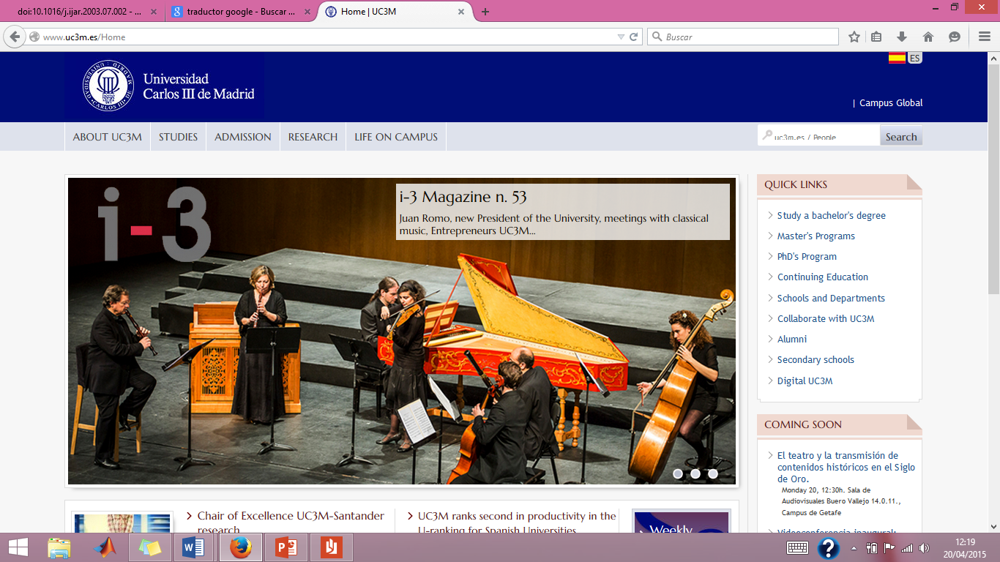 doi:10.1016/j.ijar.2003.07.002 - ...
traductor google - Buscar ...
Home | UC3M
www.uc3m.es/Home
Buscar
ES
Universidad
Carlos III de Madrid
| Campus Global
ABOUT UC3M
STUDIES
ADMISSION
RESEARCH
LIFE ON CAMPUS
uc3m.es / People
Search
i-3
i-3 Magazine n. 53
Juan Romo, new President of the University, meetings with classical
music, Entrepreneurs UC3M...
QUICK LINKS
Study a bachelor's degree
Master's Programs
PhD's Program
Continuing Education
Schools and Departments
Collaborate with UC3M
Alumni
Secondary schools
Digital UC3M
COMING SOON
El teatro y la transmisión de
contenidos históricos en el Siglo
de Oro.
Monday 20, 12:30h. Sala de
Audiovisuales Buero Vallejo 14.0.11.,
Campus de Getafe
Videoconferencia inaugural:
Chair of Excellence UC3M-Santander
research
UC3M ranks second in productivity in the
U-ranking for Spanish Universities
Weekly
12:19
20/04/2015